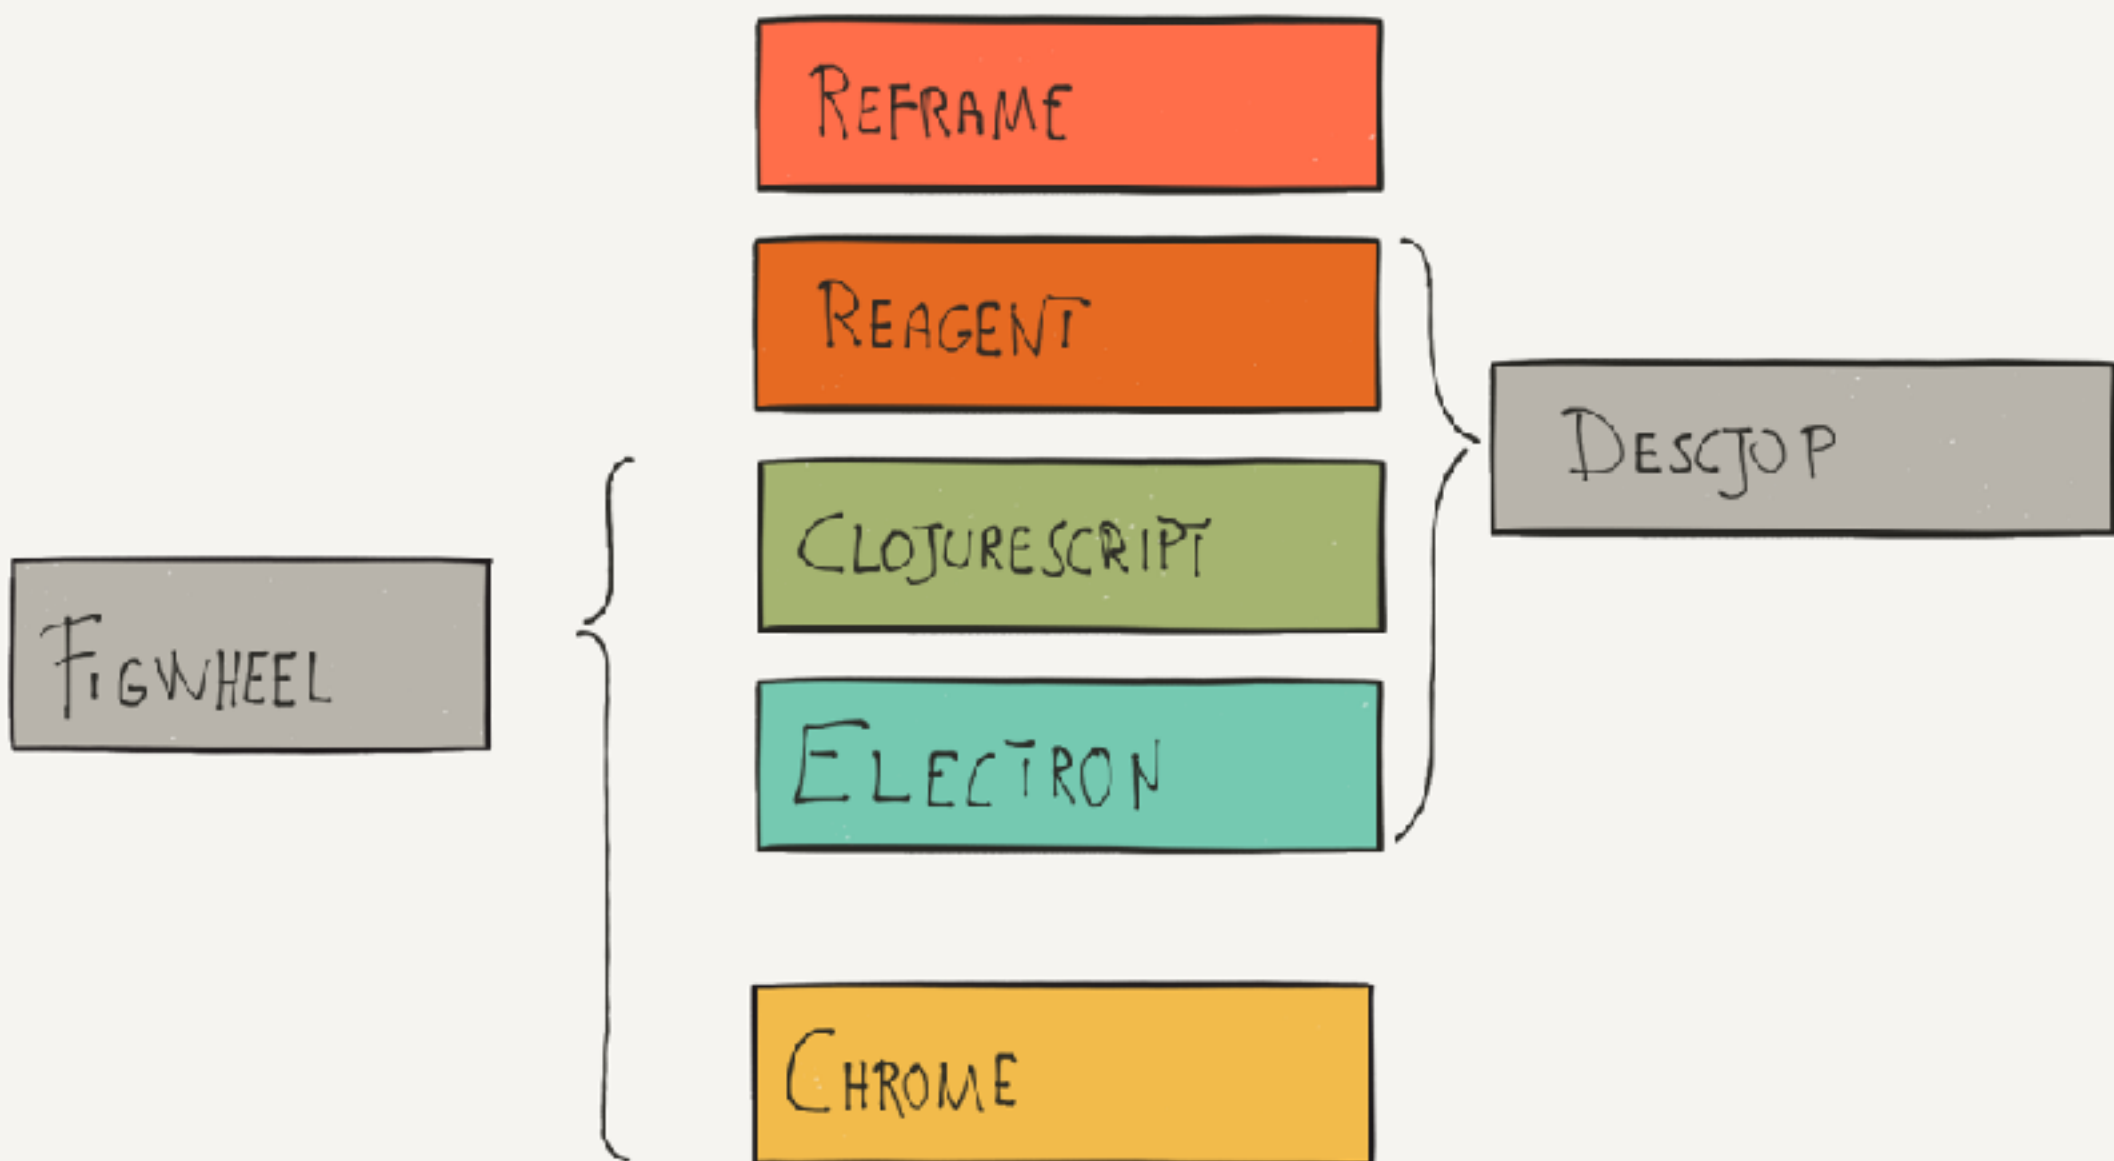 REFRAME
REAGENT
DESCJOP
CLOJURESCRIPT
FIGWHEEL
ELECTRON
CHROME